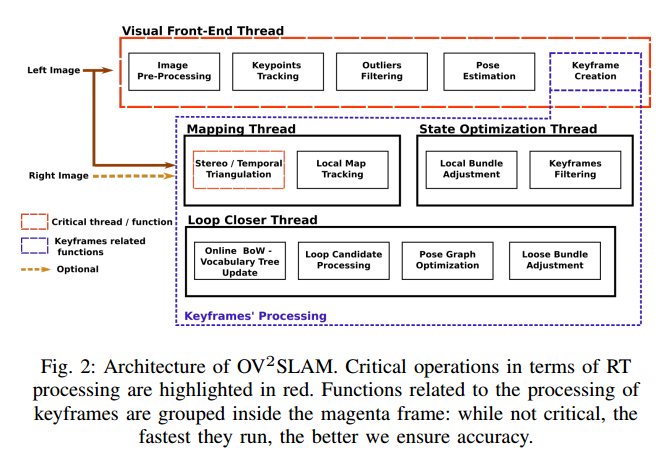 Visual Front-End Thread
Left Image
Image
Pre-Processing
Keypoints
Tracking
Outliers
Filtering
Pose
Estimation
Keyframe
Creation
Mapping Thread
State Optimization Thread
Right Image
Stereo / Temporal
Triangulation
Local Map
Tracking
Local Bundle
Adjustment
Keyframes
Filtering
Critical thread / function
Keyframes related
functions
Optional
Loop Closer Thread
Online BoW -
Vocabulary Tree
Update
Loop Candidate
Processing
Pose Graph
Optimization
Loose Bundle
Adjustment
Keyframes' Processing
Fig. 2: Architecture of OV²SLAM. Critical operations in terms of RT
processing are highlighted in red. Functions related to the processing of
keyframes are grouped inside the magenta frame: while not critical, the
fastest they run, the better we ensure accuracy.